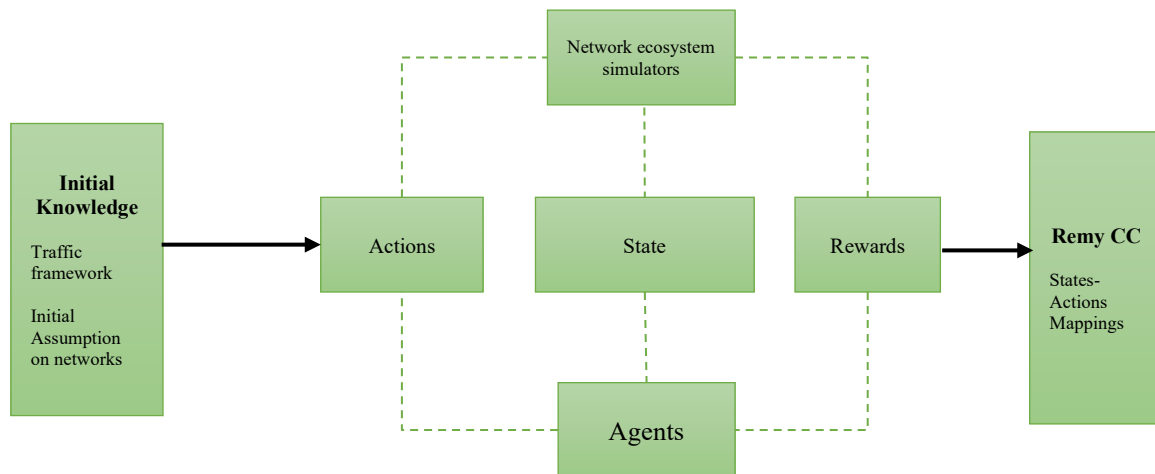 Network ecosystem
simulators
Initial
Knowledge
Traffic
framework
Initial
Assumption
on networks
Actions
State
Rewards
Remy CC
States-
Actions
Mappings
Agents